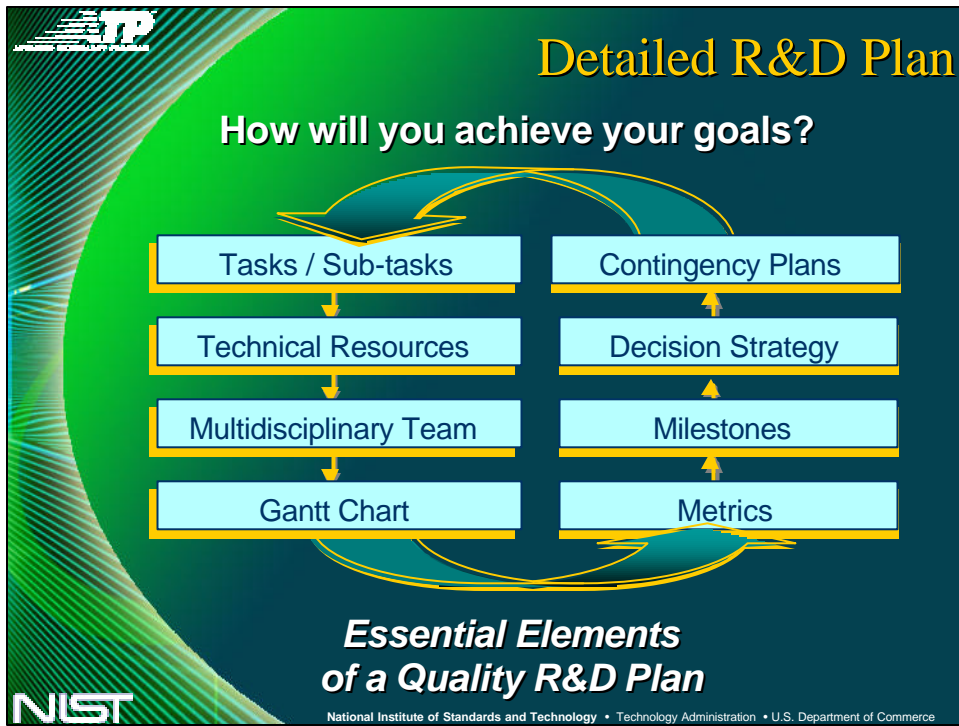 ATP
Detailed R&D Plan
How will you achieve your goals?
Tasks / Sub-tasks
Contingency Plans
Technical Resources
Decision Strategy
Multidisciplinary Team
Milestones
Gantt Chart
Metrics
Essential Elements
of a Quality R&D Plan
NIST
National Institute of Standards and Technology • Technology Administration • U.S. Department of Commerce